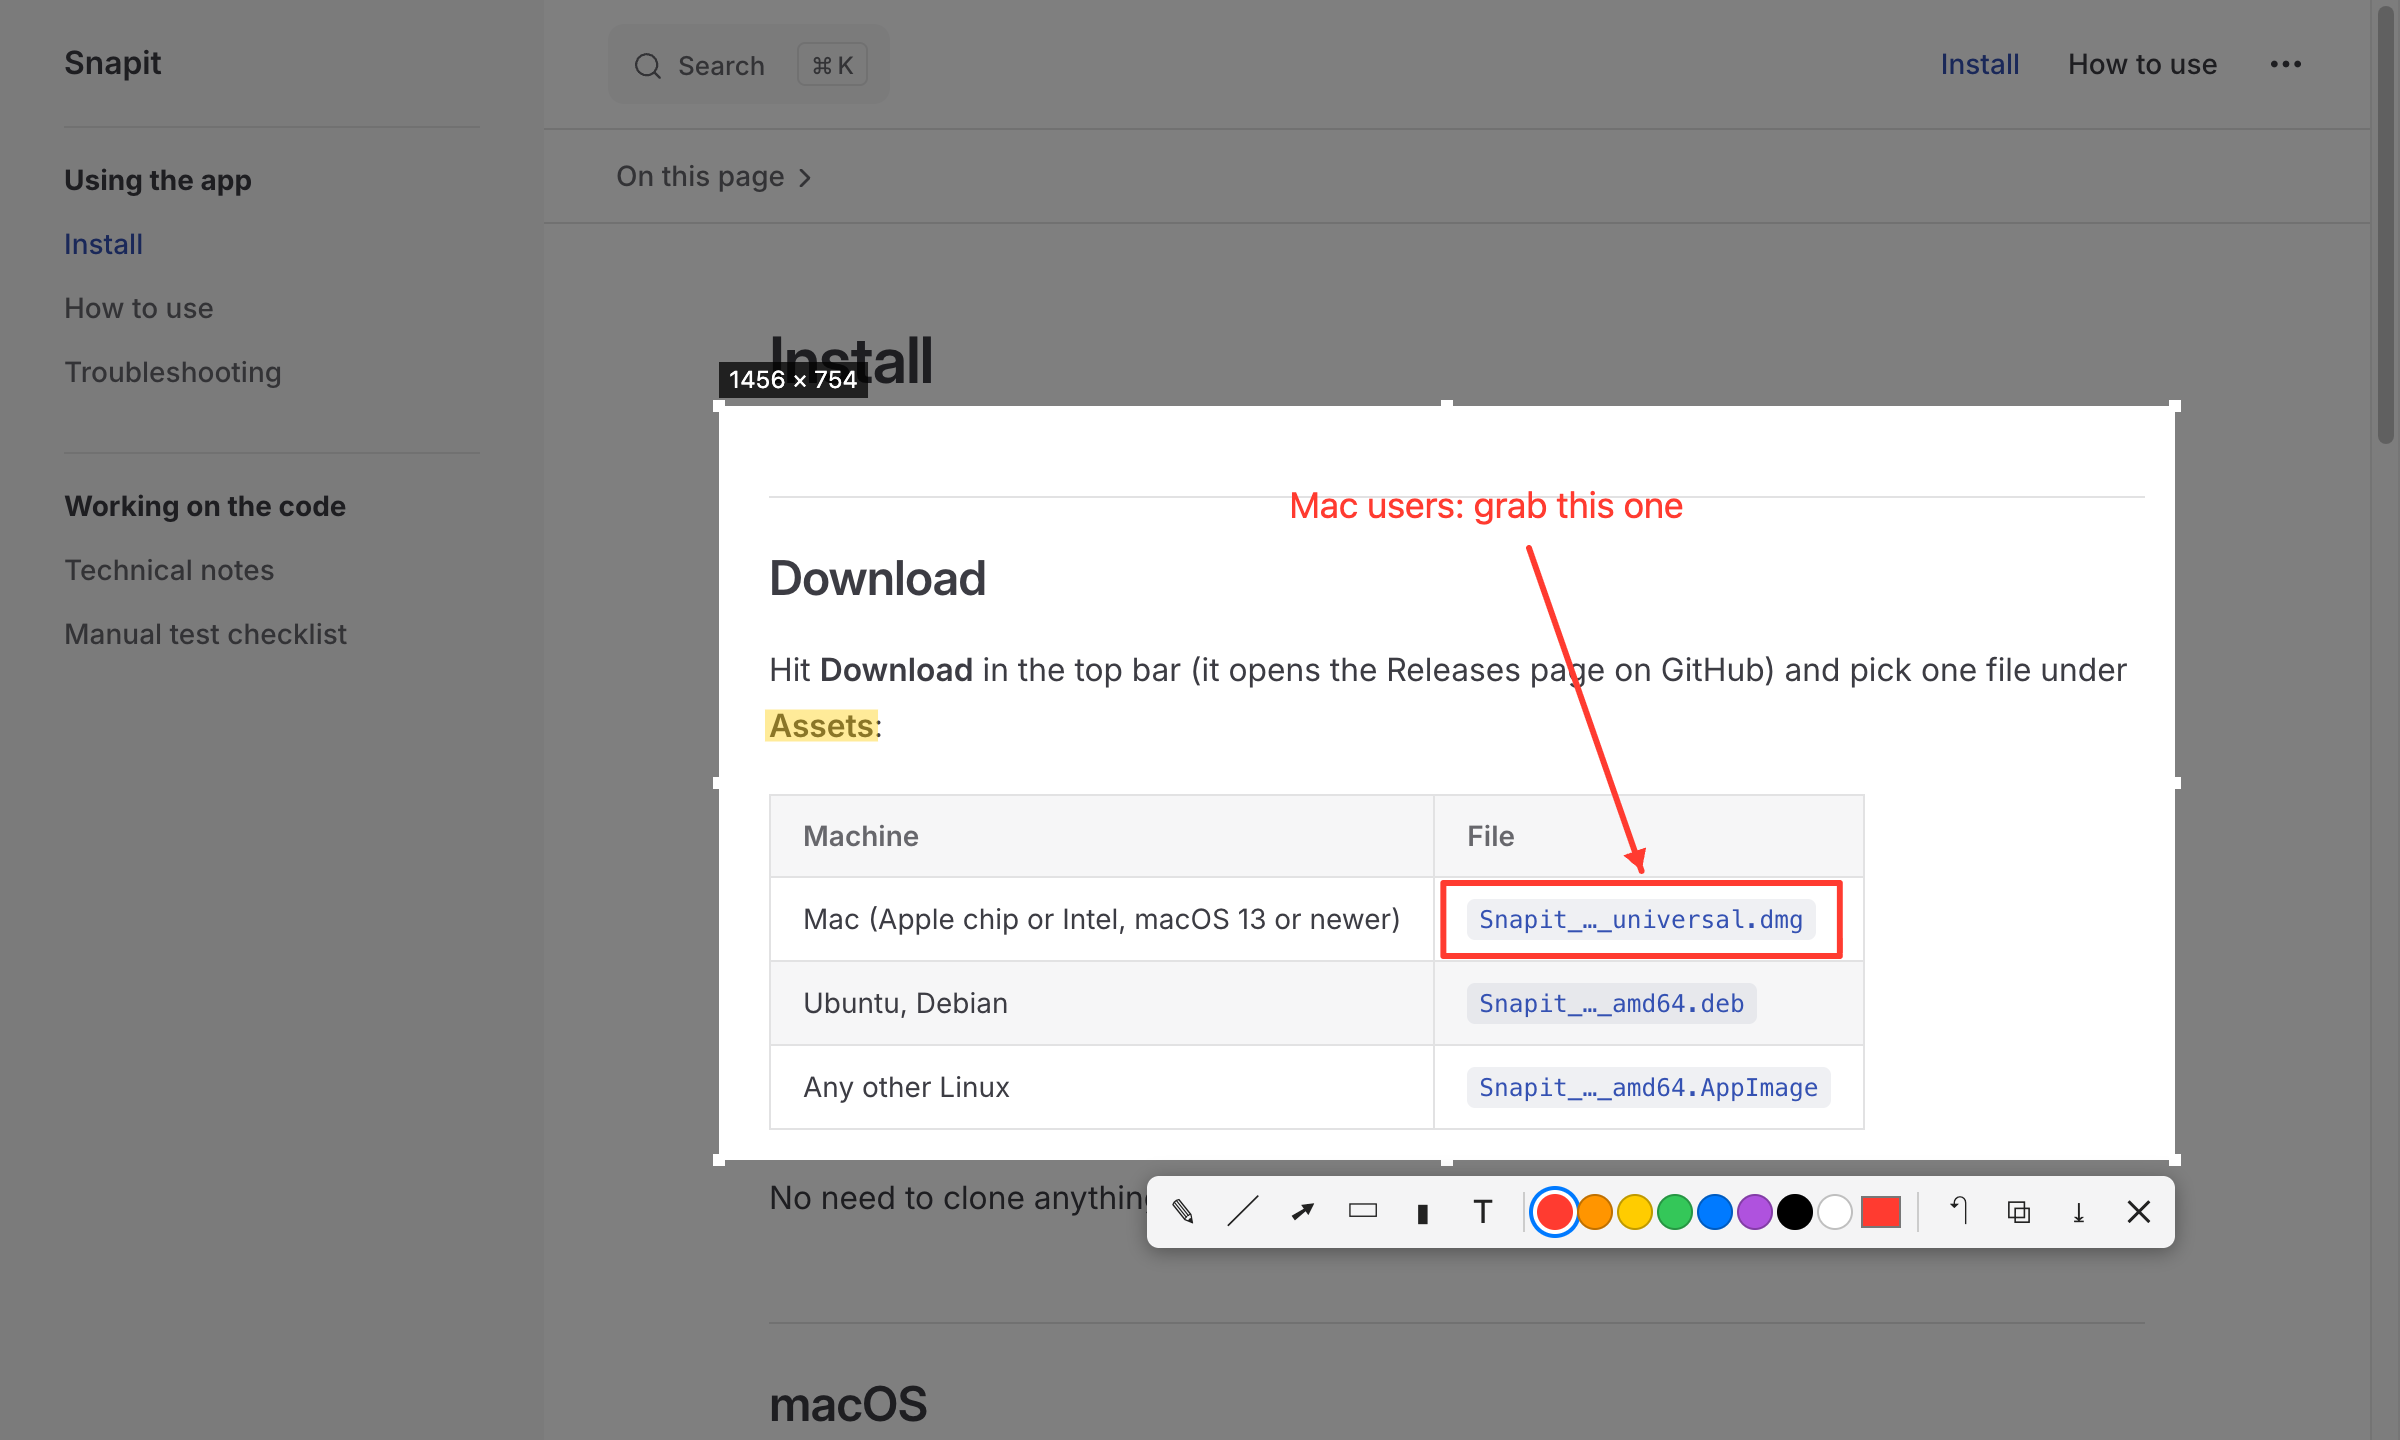 Snapit
Search ⌘ K
Install
How to use
Using the app
Install
How to use
Troubleshooting
Working on the code
Technical notes
Manual test checklist
On this page
Install
1456 × 754
Mac users: grab this one
Download
Hit Download in the top bar (it opens the Releases page on GitHub) and pick one file under
Assets:
Machine File
Mac (Apple chip or Intel, macOS 13 or newer) Snapit_…_universal.dmg
Ubuntu, Debian Snapit_…_amd64.deb
Any other Linux Snapit_…_amd64.AppImage
No need to clone anything
T
macOS